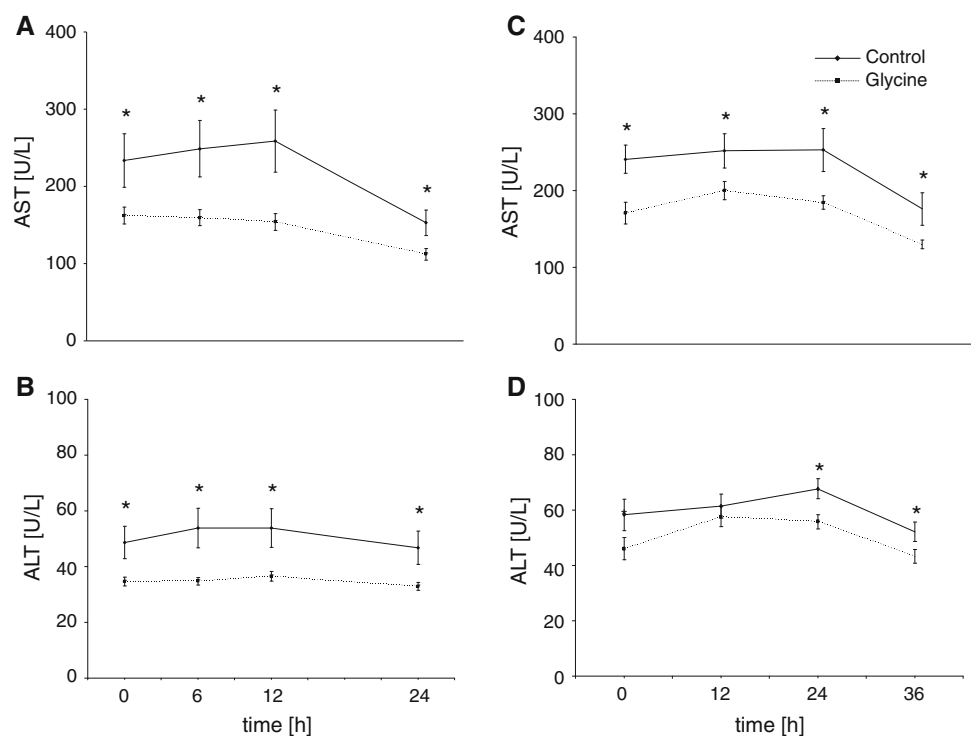 A
AST [U/L]
400
300
200
100
0
* * * *
C
AST [U/L]
400
300
200
100
0
Control
Glycine
* * * *
B
ALT [U/L]
100
80
60
40
20
0
* * * *
0 6 12 24
time [h]
D
ALT [U/L]
100
80
60
40
20
0
* *
0 12 24 36
time [h]